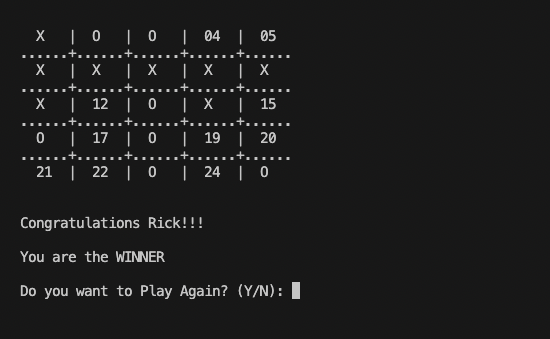 X | O | O | 04 | 05
......+......+......+......+......
X | X | X | X | X
......+......+......+......+......
X | 12 | O | X | 15
......+......+......+......+......
O | 17 | O | 19 | 20
......+......+......+......+......
21 | 22 | O | 24 | O
Congratulations Rick!!!
You are the WINNER
Do you want to Play Again? (Y/N):